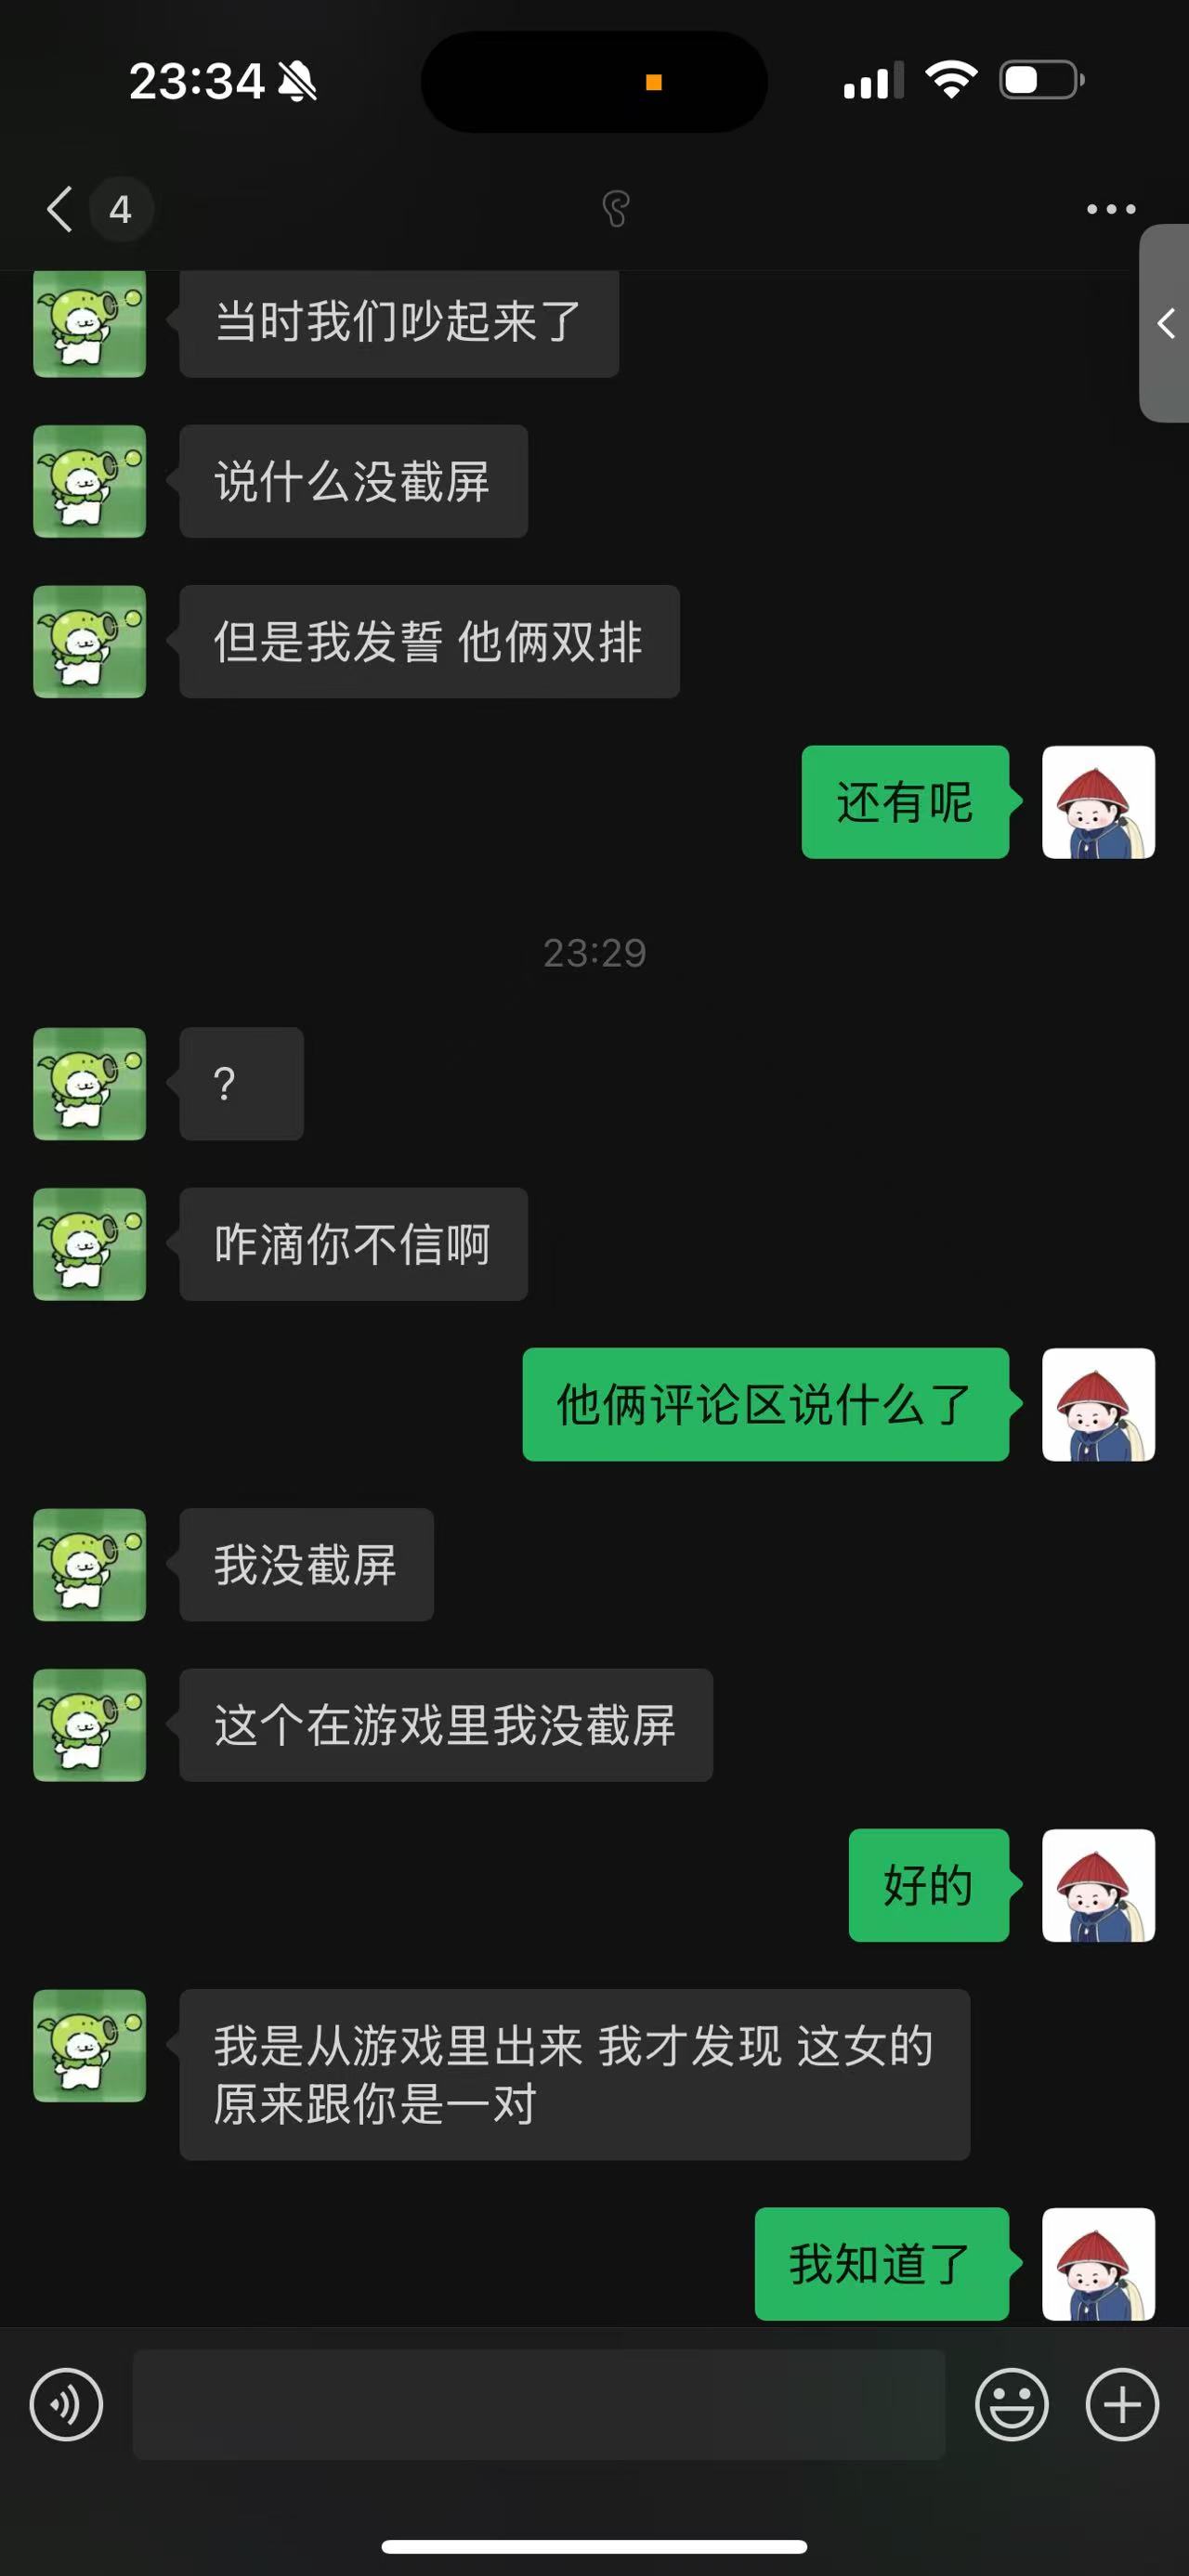 23:34
4
当时我们吵起来了
说什么没截屏
但是我发誓 他俩双排
还有呢
23:29
?
咋滴你不信啊
他俩评论区说什么了
我没截屏
这个在游戏里我没截屏
好的
我是从游戏里出来 我才发现 这女的
原来跟你是一对
我知道了